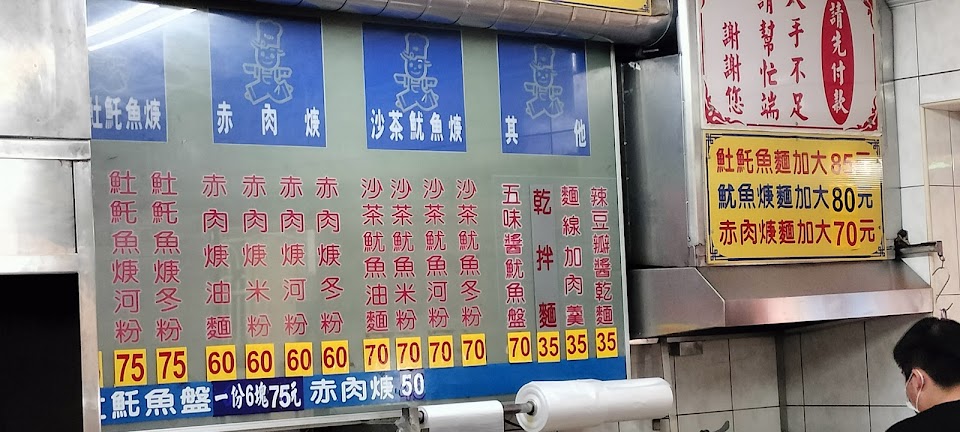 魠魚焿
赤肉焿
沙茶魷魚焿
其他
𩵚魠魚焿河粉 75
𩵚魠魚焿冬粉 75
赤肉焿油麵 60
赤肉焿米粉 60
赤肉焿河粉 60
赤肉焿冬粉 60
沙茶魷魚油麵 70
沙茶魷魚米粉 70
沙茶魷魚河粉 70
沙茶魷魚冬粉 70
五味醬魷魚盤 70
乾拌麵 35
麵線加肉羹 35
辣豆瓣醬乾麵 35
魠魚盤 一份6塊75元 赤肉焿 50
請先付款
人手不足
請幫忙端
謝謝您
𩵚魠魚麵加大85元
魷魚焿麵加大80元
赤肉焿麵加大70元